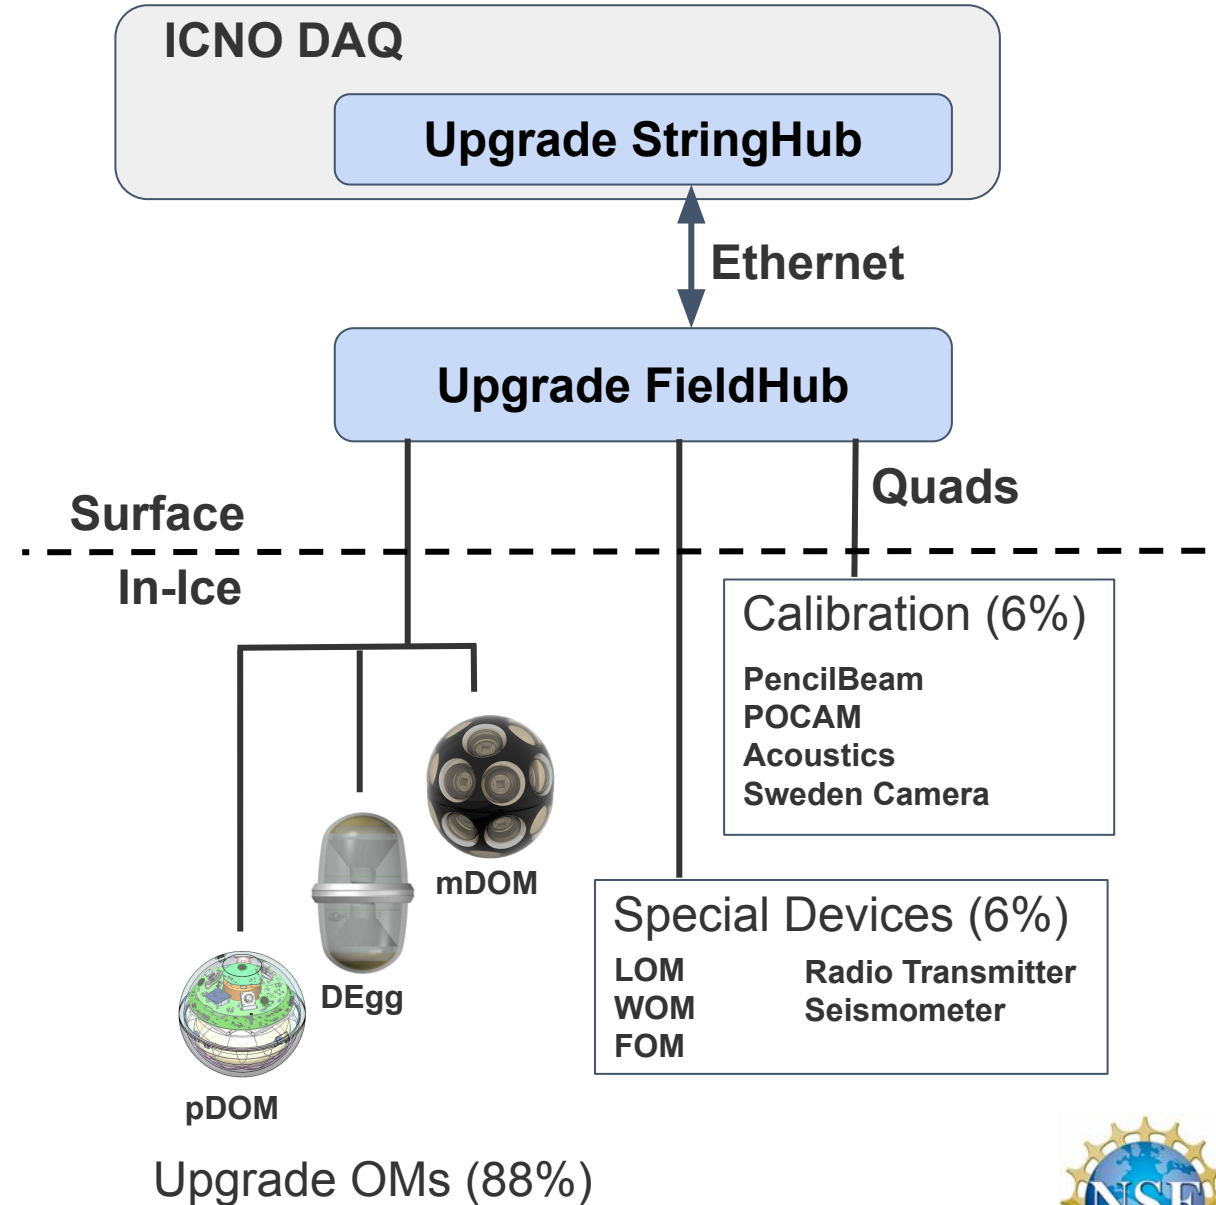 ICNO DAQ
Upgrade StringHub
Ethernet
Upgrade FieldHub
Quads
Surface
In-Ice
Calibration (6%)
PencilBeam
POCAM
Acoustics
Sweden Camera
mDOM
Special Devices (6%)
LOM
WOM
FOM
Radio Transmitter
Seismometer
DEgg
pDOM
Upgrade OMs (88%)
NSF